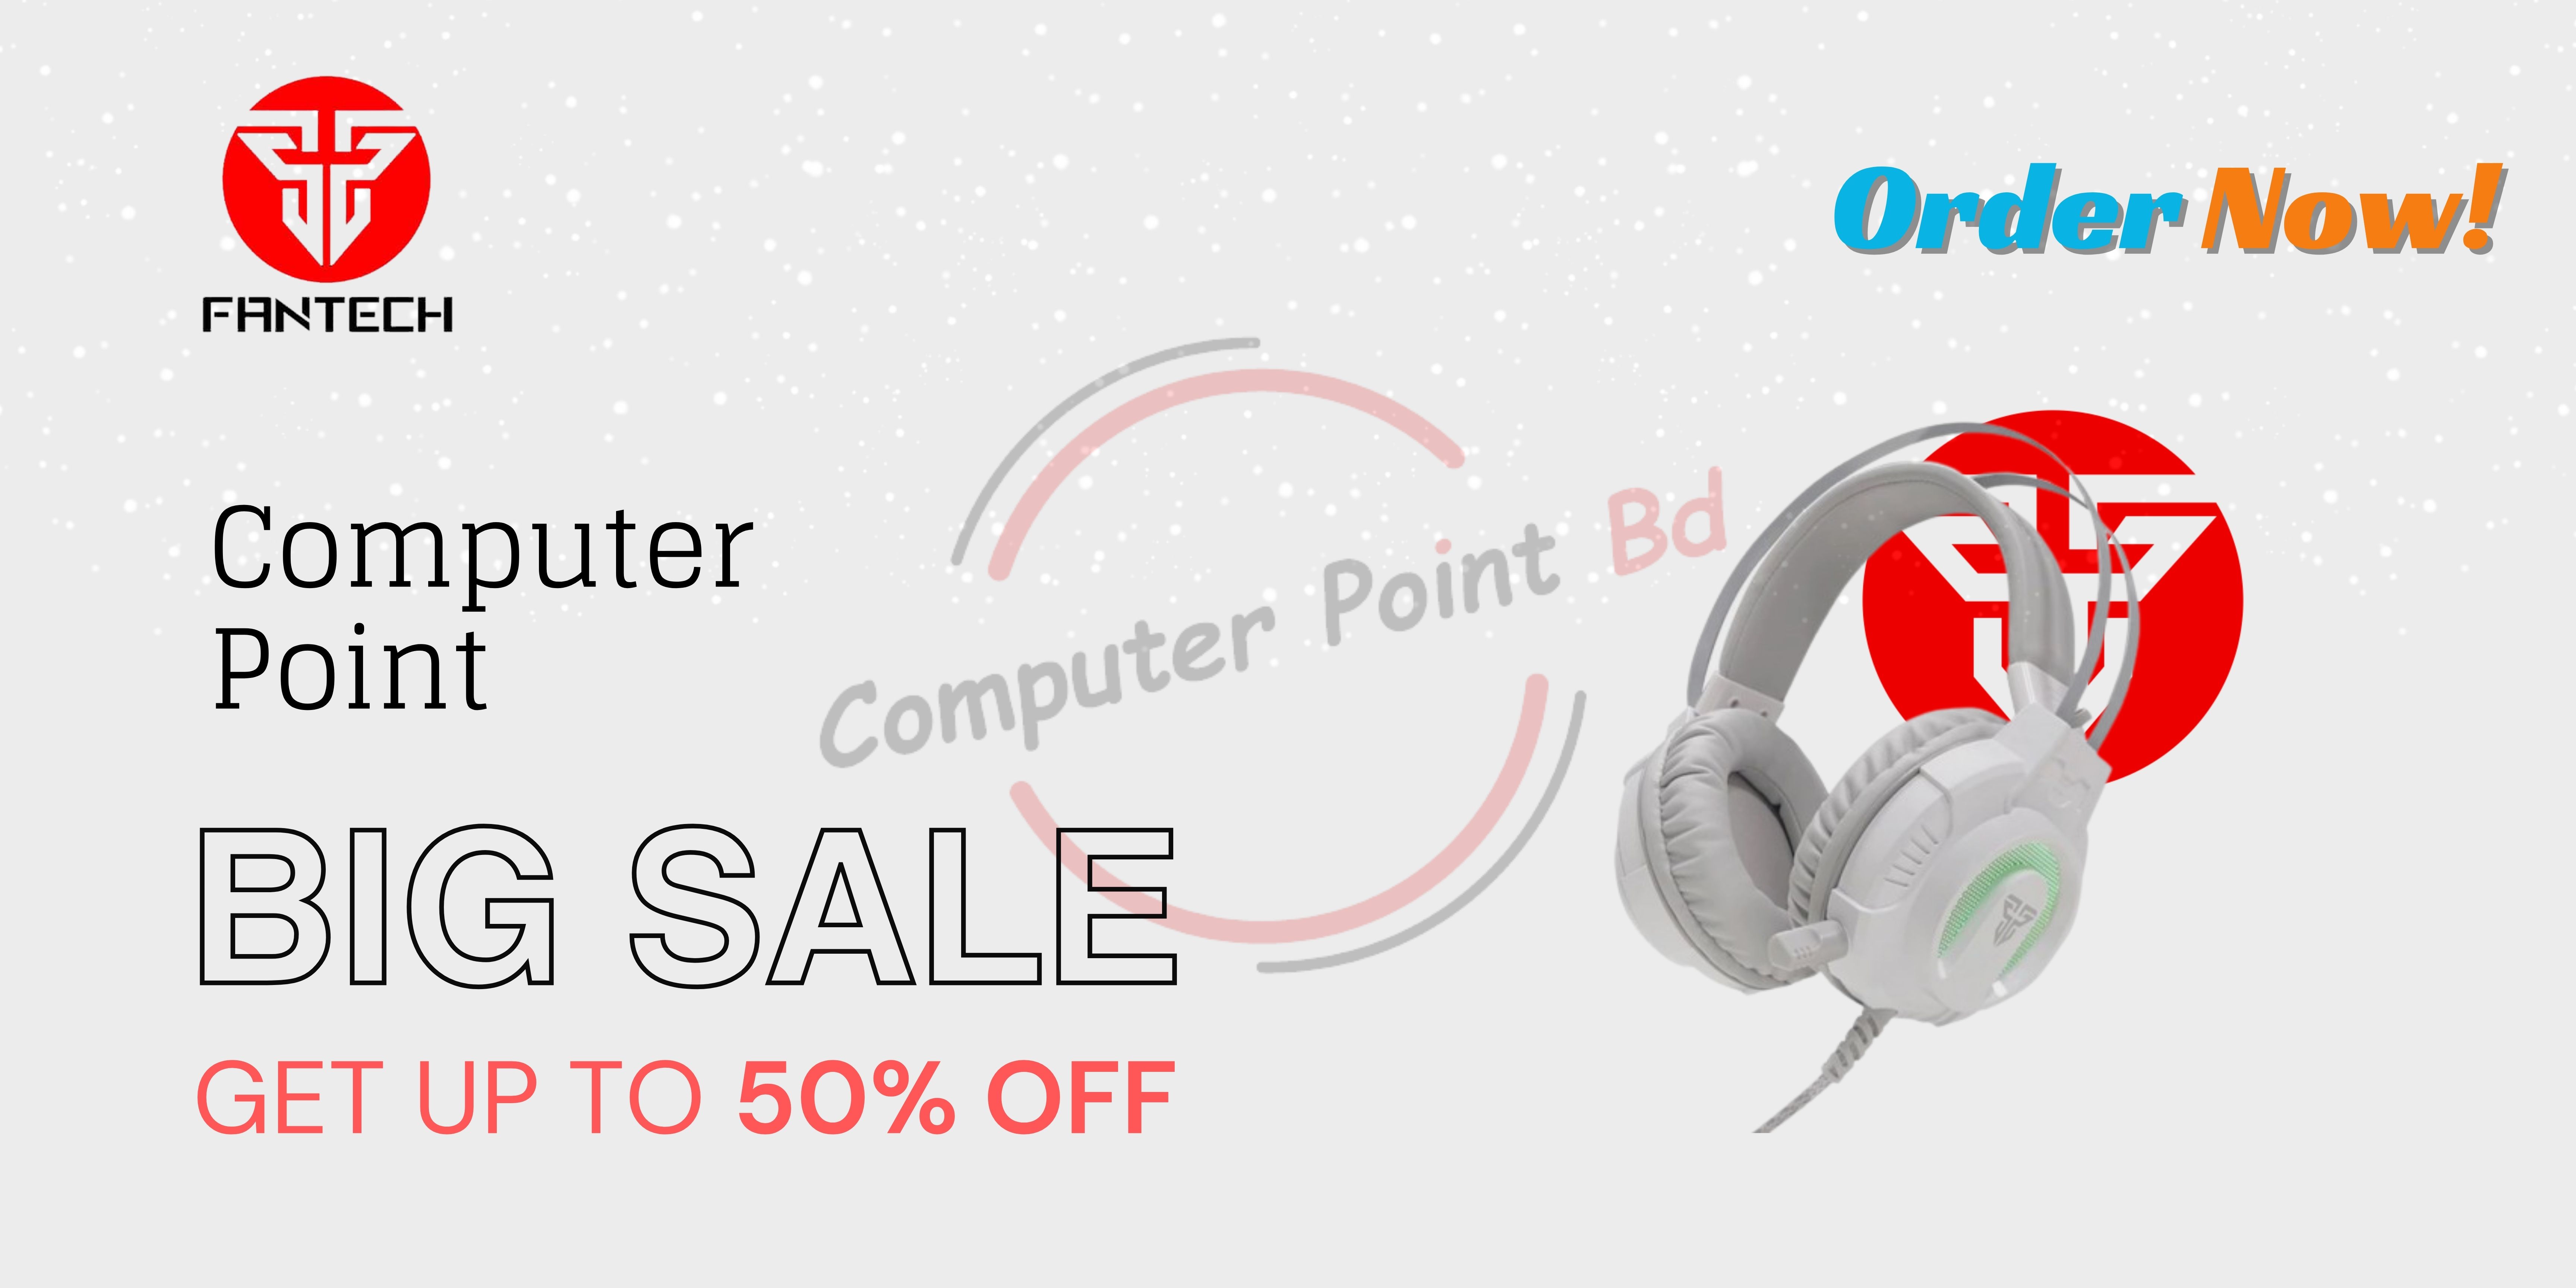 FANTECH
Order Now!
Computer
Point
Computer Point Bd
BIG SALE
GET UP TO 50% OFF